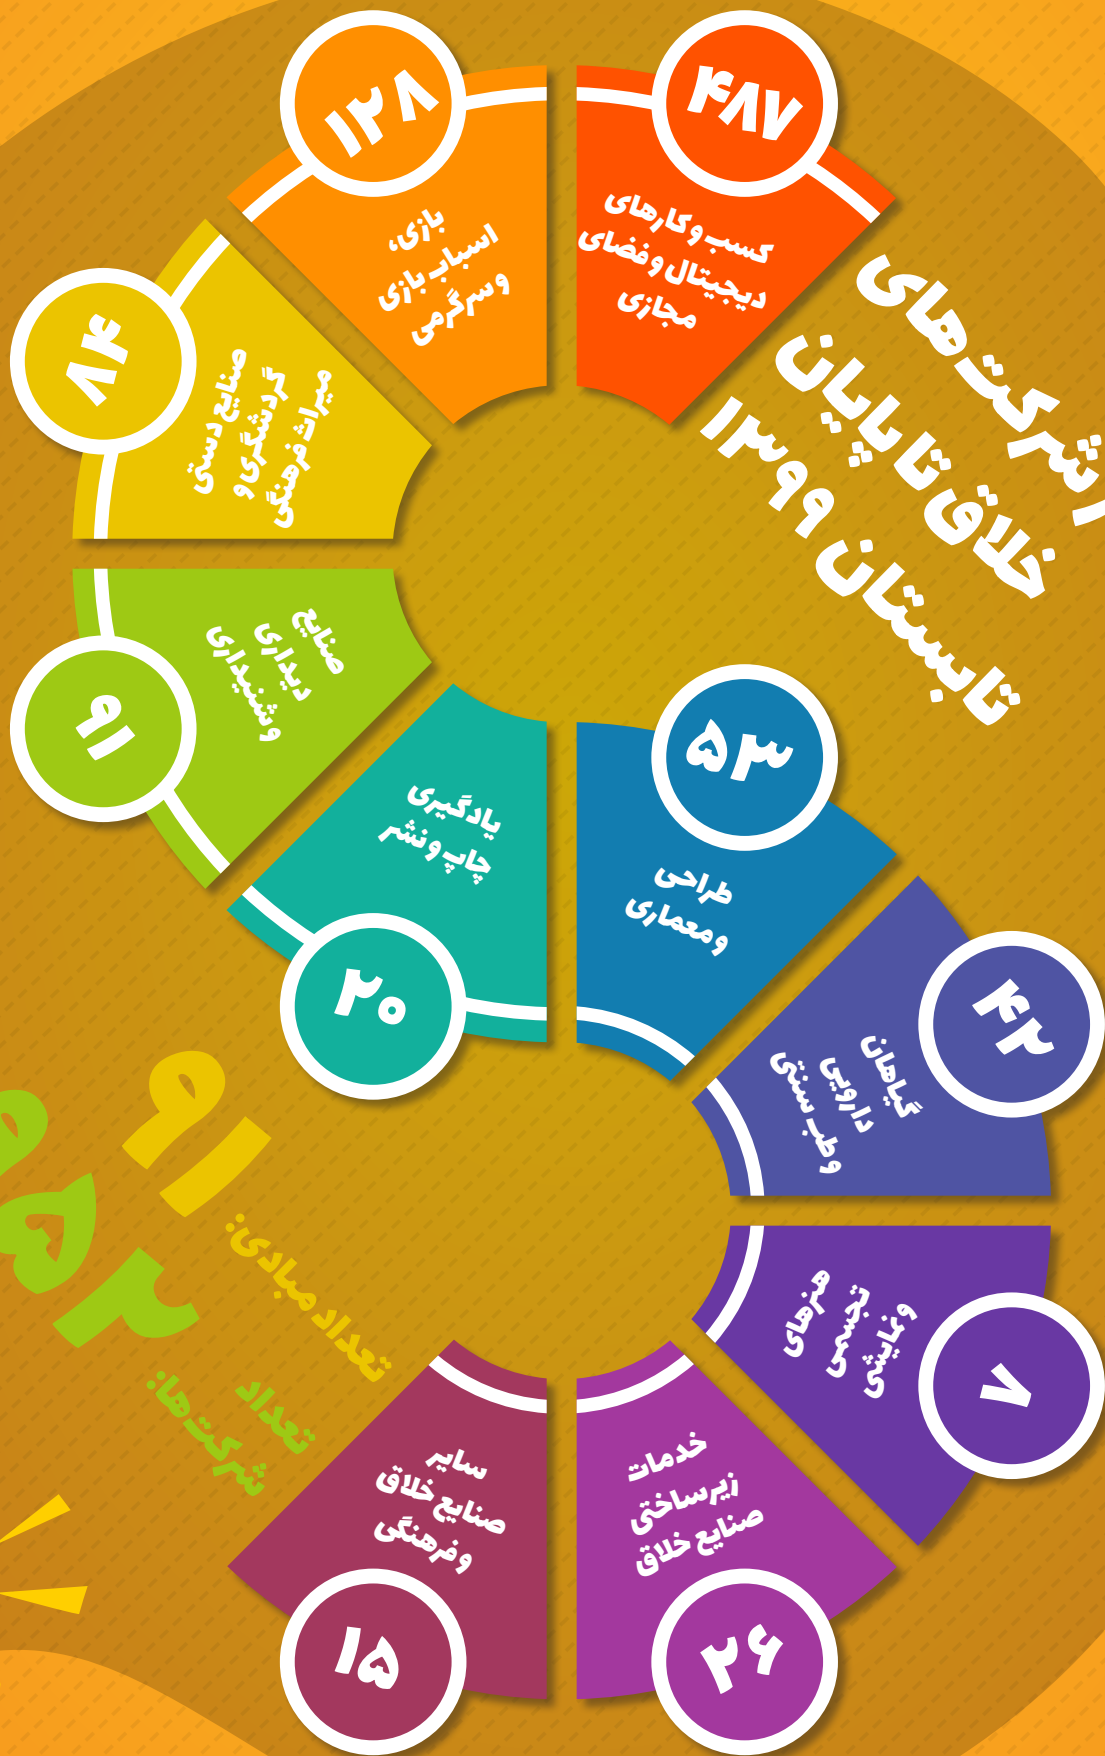 شرکت‌های
خلاق تا پایان
تابستان ۱۳۹۹
۴۸۷
کسب و کارهای
دیجیتال و فضای
مجازی
۱۲۸
بازی،
اسباب بازی
و سرگرمی
۸۴
صنایع دستی
گردشگری و
میراث فرهنگی
۹۱
صنایع
دیداری
و شنیداری
۲۰
یادگیری
چاپ و نشر
۵۳
طراحی
و معماری
۴۲
گیاهان
دارویی
و طب سنتی
۷
هنرهای
تجسمی
و نمایشی
۲۶
خدمات
زیرساختی
صنایع خلاق
۱۵
سایر
صنایع خلاق
و فرهنگی
تعداد مبادی:
۹۱
تعداد
شرکت‌ها: